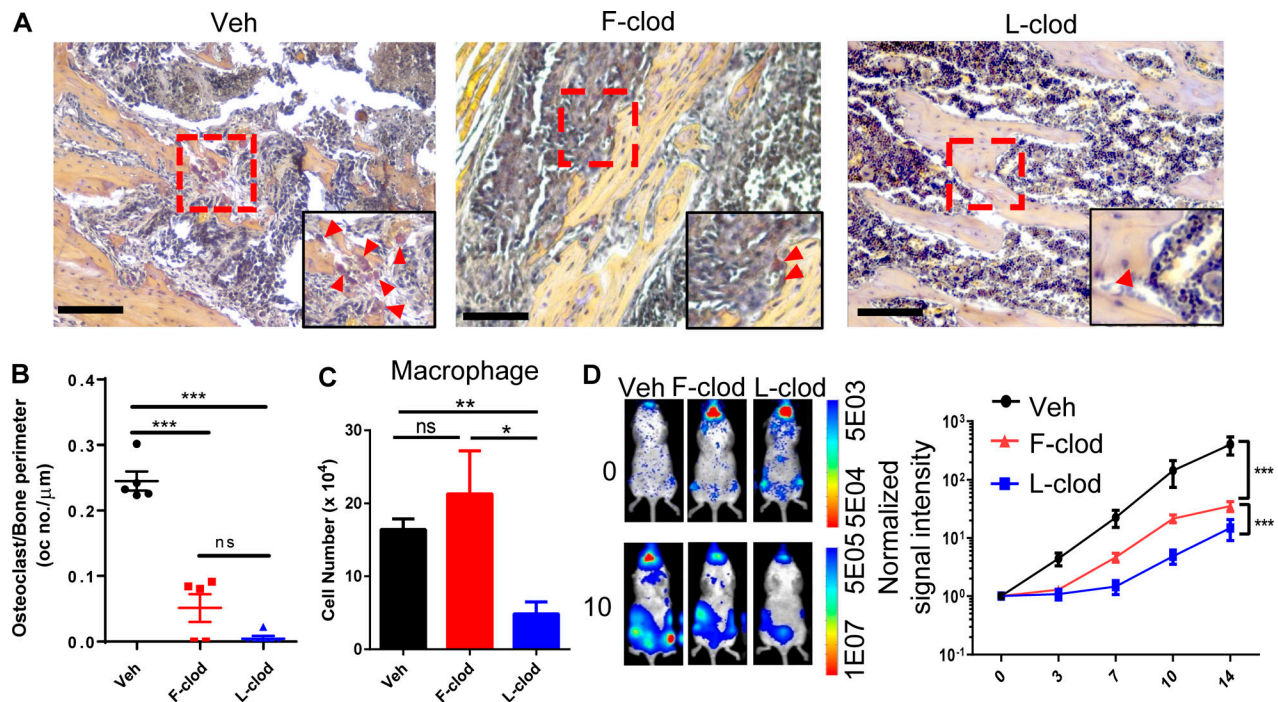 A
Veh
F-clod
L-clod
B
Osteoclast/Bone perimeter
(oc no./μm)
0.4
0.3
0.2
0.1
0.0
***
***
ns
Veh
F-clod
L-clod
C
Macrophage
Cell Number (x 10⁴)
30
20
10
0
**
ns
*
Veh
F-clod
L-clod
D
Veh F-clod L-clod
0
10
5E03
5E04
5E05
1E07
Normalized
signal intensity
10³
10²
10¹
10⁰
10⁻¹
Veh
F-clod
L-clod
***
***
0
3
7
10
14